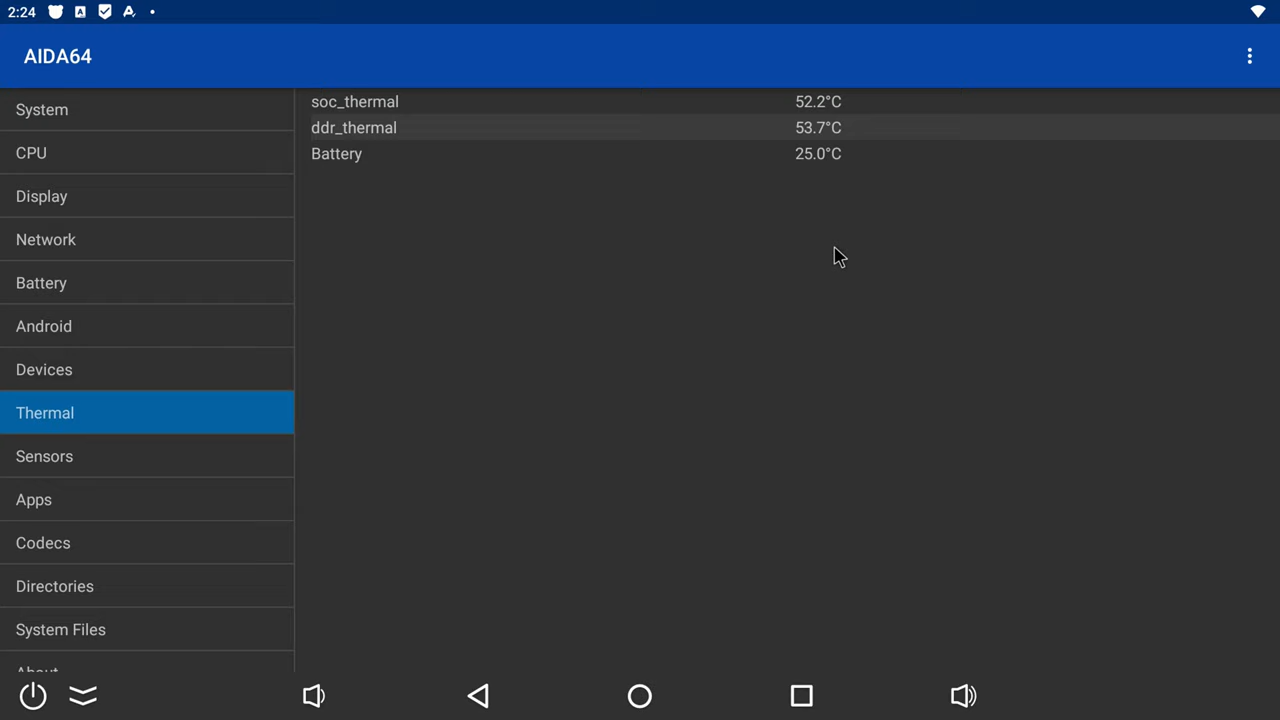 2:24
AIDA64
System
CPU
Display
Network
Battery
Android
Devices
Thermal
Sensors
Apps
Codecs
Directories
System Files
About
soc_thermal 52.2°C
ddr_thermal 53.7°C
Battery 25.0°C